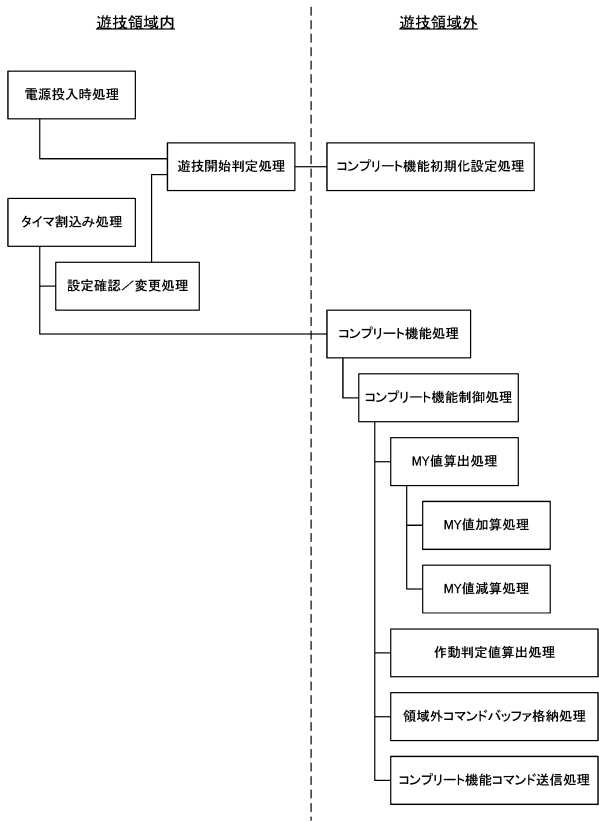 遊技領域内
遊技領域外
電源投入時処理
遊技開始判定処理
コンプリート機能初期化設定処理
タイマ割込み処理
設定確認／変更処理
コンプリート機能処理
コンプリート機能制御処理
MY値算出処理
MY値加算処理
MY値減算処理
作動判定値算出処理
領域外コマンドバッファ格納処理
コンプリート機能コマンド送信処理